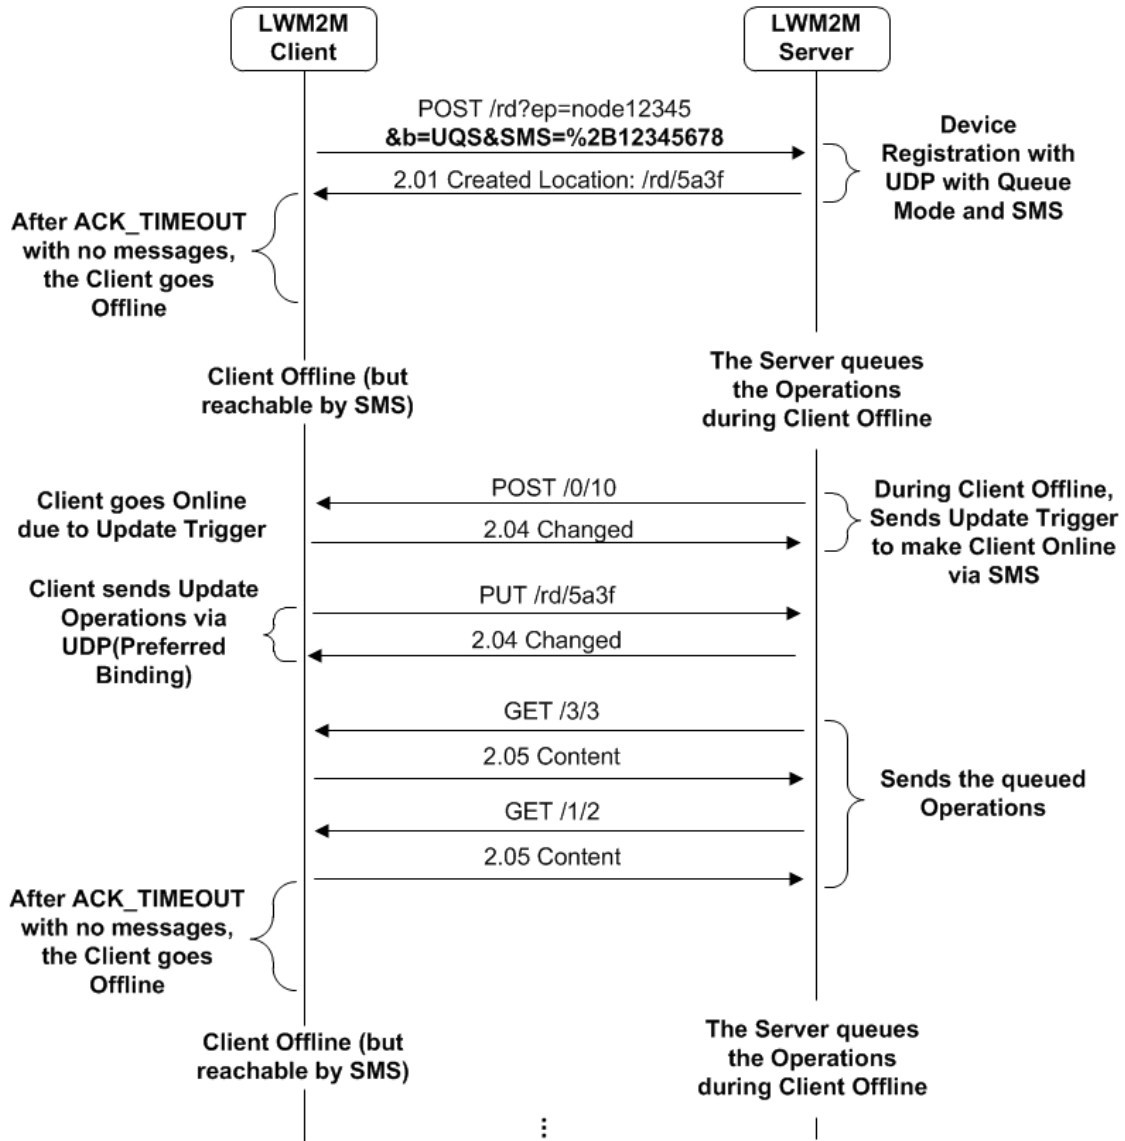 LWM2M
Client
LWM2M
Server
POST /rd?ep=node12345
&b=UQS&SMS=%2B12345678
Device
Registration with
UDP with Queue
Mode and SMS
2.01 Created Location: /rd/5a3f
After ACK_TIMEOUT
with no messages,
the Client goes
Offline
Client Offline (but
reachable by SMS)
The Server queues
the Operations
during Client Offline
Client goes Online
due to Update Trigger
POST /0/10
2.04 Changed
During Client Offline,
Sends Update Trigger
to make Client Online
via SMS
Client sends Update
Operations via
UDP(Preferred
Binding)
PUT /rd/5a3f
2.04 Changed
GET /3/3
2.05 Content
GET /1/2
2.05 Content
Sends the queued
Operations
After ACK_TIMEOUT
with no messages,
the Client goes
Offline
Client Offline (but
reachable by SMS)
The Server queues
the Operations
during Client Offline
...